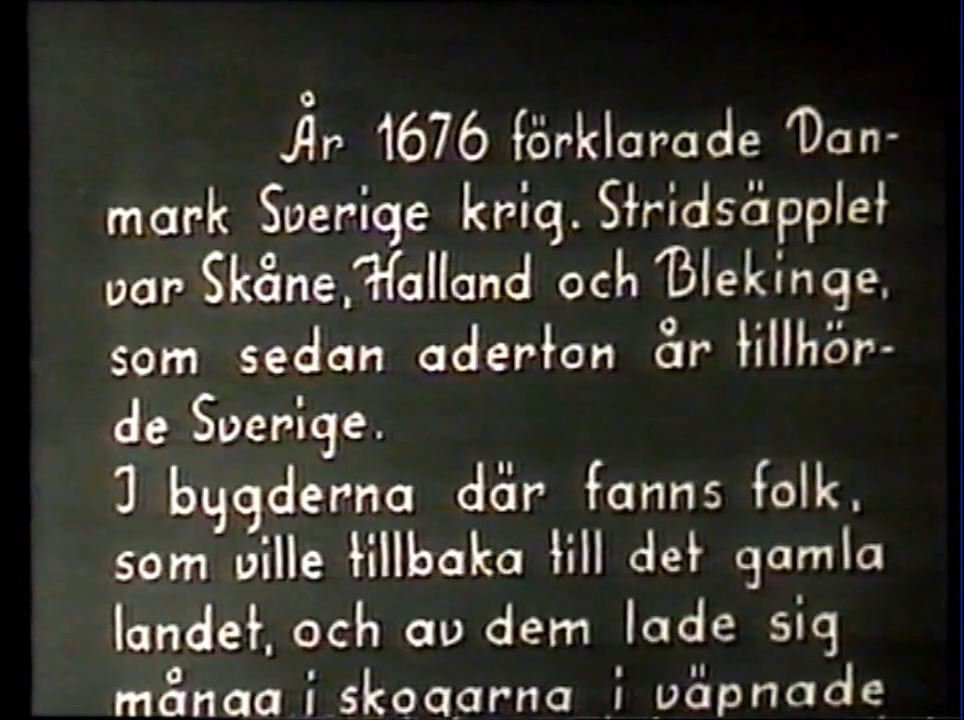 År 1676 förklarade Dan-
mark Sverige krig. Stridsäpplet
var Skåne, Halland och Blekinge,
som sedan aderton år tillhör-
de Sverige.
I bygderna där fanns folk,
som ville tillbaka till det gamla
landet, och av dem lade sig
många i skogarna i väpnade